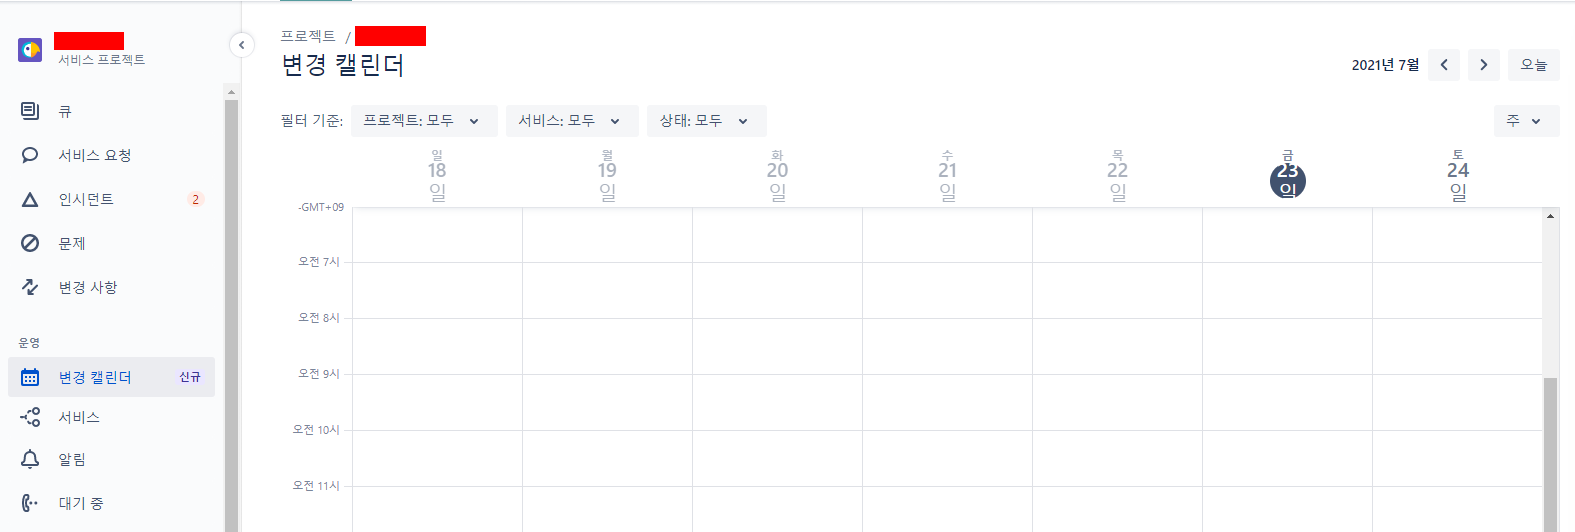 서비스 프로젝트
큐
서비스 요청
인시던트 2
문제
변경 사항
운영
변경 캘린더 신규
서비스
알림
대기 중
프로젝트 /
변경 캘린더
2021년 7월 오늘
필터 기준: 프로젝트: 모두 서비스: 모두 상태: 모두 주
일 월 화 수 목 금 토
18 19 20 21 22 23 24
일 일 일 일 일 일 일
-GMT+09
오전 7시
오전 8시
오전 9시
오전 10시
오전 11시